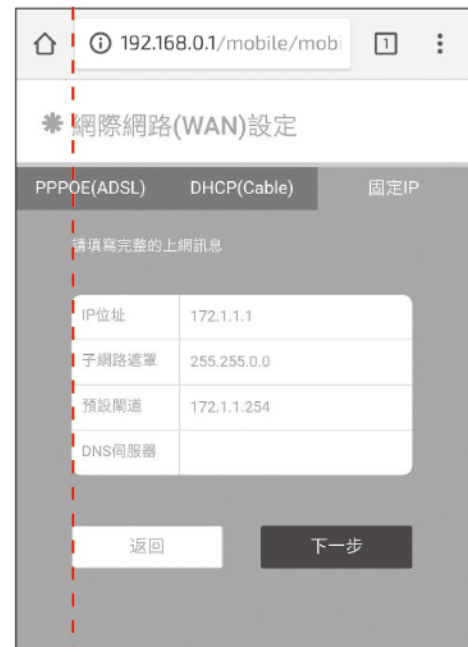 192.168.0.1/mobile/mobi 1
網際網路(WAN)設定
PPPOE(ADSL) DHCP(Cable) 固定IP
請填寫完整的上網訊息
IP位址 172.1.1.1
子網路遮罩 255.255.0.0
預設閘道 172.1.1.254
DNS伺服器
返回 下一步